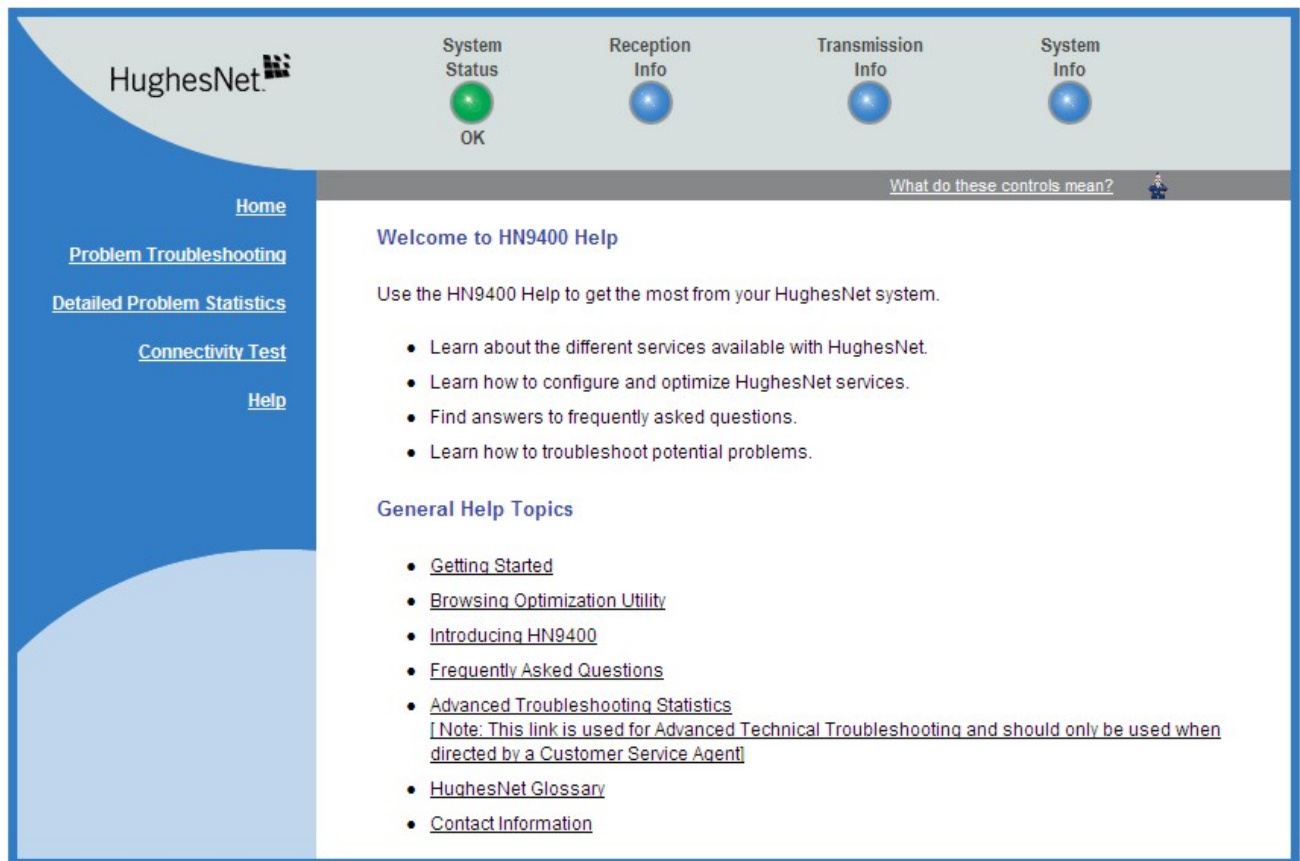 HughesNet.
System
Status
OK
Reception
Info
Transmission
Info
System
Info
What do these controls mean?
Home
Problem Troubleshooting
Detailed Problem Statistics
Connectivity Test
Help
Welcome to HN9400 Help
Use the HN9400 Help to get the most from your HughesNet system.
• Learn about the different services available with HughesNet.
• Learn how to configure and optimize HughesNet services.
• Find answers to frequently asked questions.
• Learn how to troubleshoot potential problems.
General Help Topics
• Getting Started
• Browsing Optimization Utility
• Introducing HN9400
• Frequently Asked Questions
• Advanced Troubleshooting Statistics
[ Note: This link is used for Advanced Technical Troubleshooting and should only be used when
directed by a Customer Service Agent]
• HughesNet Glossary
• Contact Information